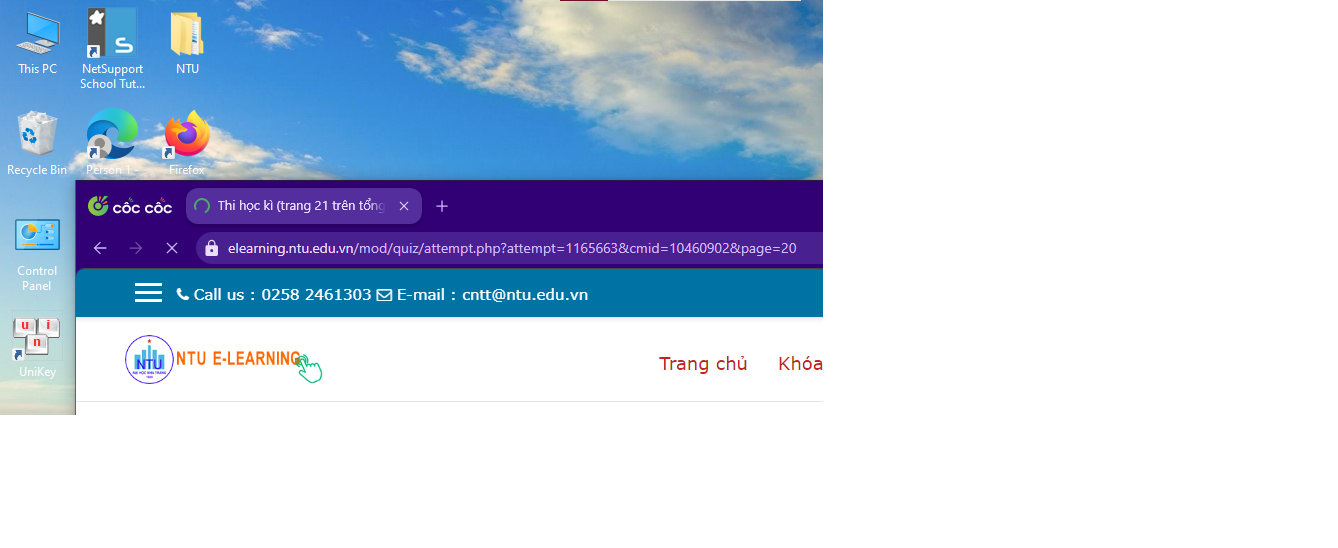 This PC
NetSupport
School Tut...
NTU
Recycle Bin
Person 1 -
Firefox
Control
Panel
u i
n
UniKey
cốc cốc
Thi học kì (trang 21 trên tổng
elearning.ntu.edu.vn/mod/quiz/attempt.php?attempt=1165663&cmid=10460902&page=20
Call us : 0258 2461303 E-mail : cntt@ntu.edu.vn
NTU
NTU E-LEARNING
Trang chủ Khóa